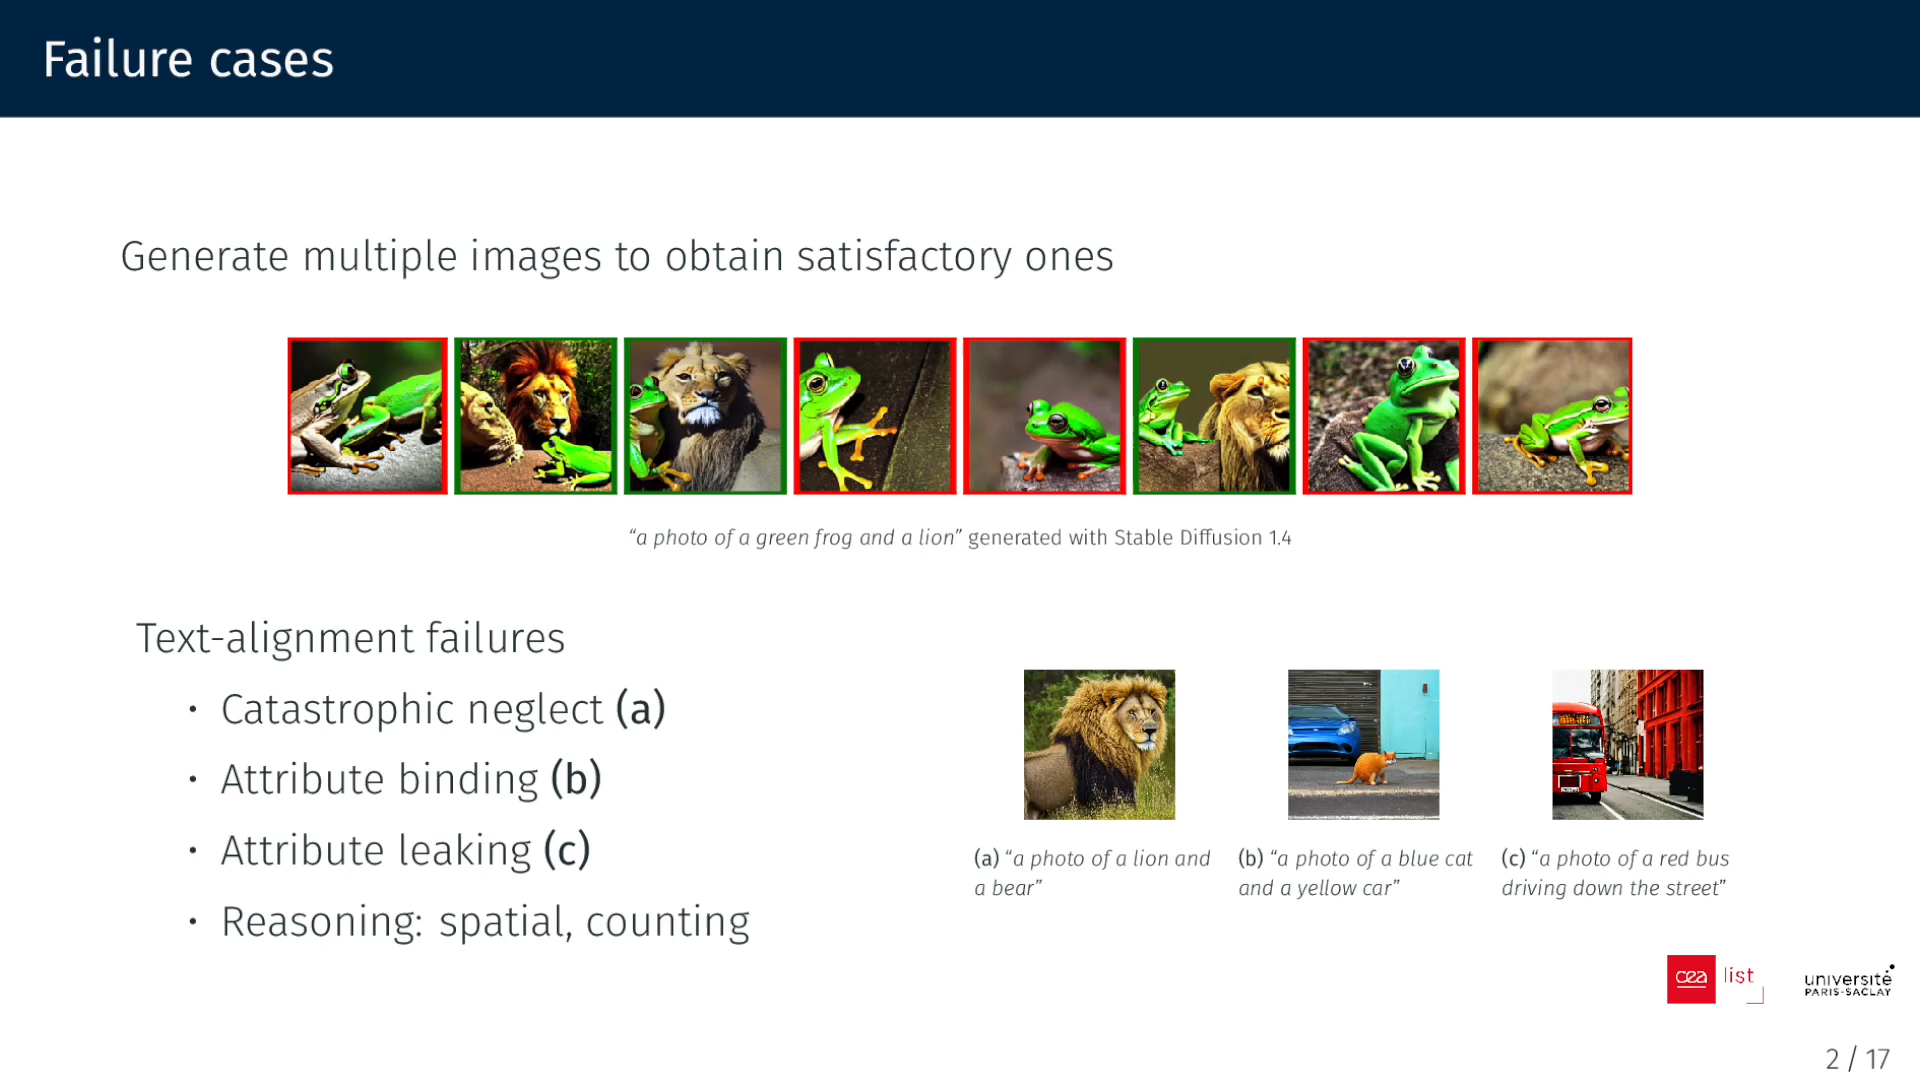 Failure cases
Generate multiple images to obtain satisfactory ones
“a photo of a green frog and a lion” generated with Stable Diffusion 1.4
Text-alignment failures
• Catastrophic neglect (a)
• Attribute binding (b)
• Attribute leaking (c)
• Reasoning: spatial, counting
(a) “a photo of a lion and
a bear”
(b) “a photo of a blue cat
and a yellow car”
(c) “a photo of a red bus
driving down the street”
cea list
université
PARIS-SACLAY
2 / 17